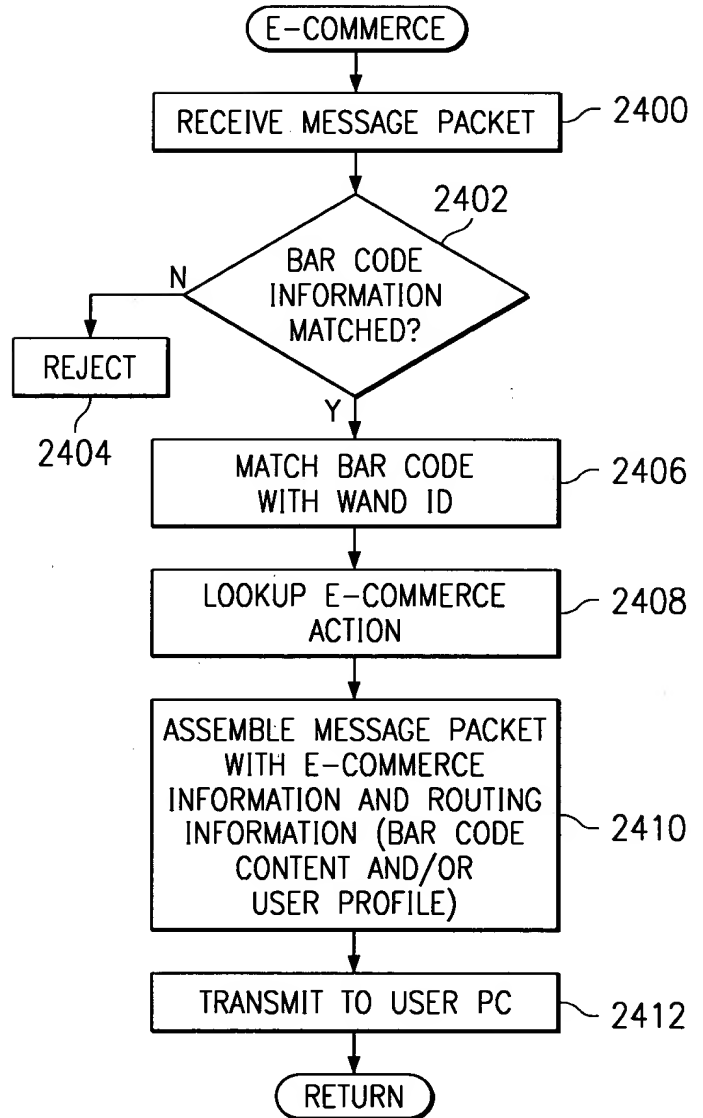 E-COMMERCE
RECEIVE MESSAGE PACKET
2400
2402
BAR CODE
INFORMATION
MATCHED?
N
REJECT
2404
Y
MATCH BAR CODE
WITH WAND ID
2406
LOOKUP E-COMMERCE
ACTION
2408
ASSEMBLE MESSAGE PACKET
WITH E-COMMERCE
INFORMATION AND ROUTING
INFORMATION (BAR CODE
CONTENT AND/OR
USER PROFILE)
2410
TRANSMIT TO USER PC
2412
RETURN